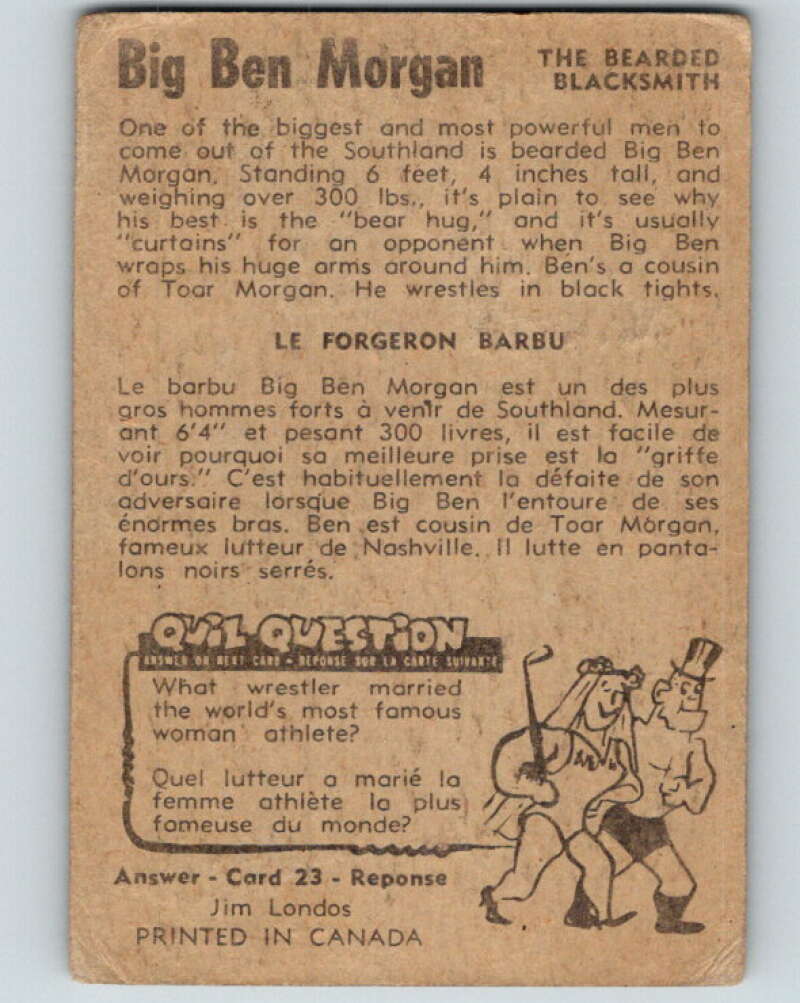 Big Ben Morgan
THE BEARDED
BLACKSMITH
One of the biggest and most powerful men to
come out of the Southland is bearded Big Ben
Morgan. Standing 6 feet, 4 inches tall, and
weighing over 300 lbs., it's plain to see why
his best is the "bear hug," and it's usually
"curtains" for an opponent when Big Ben
wraps his huge arms around him. Ben's a cousin
of Toar Morgan. He wrestles in black tights.
LE FORGERON BARBU
Le barbu Big Ben Morgan est un des plus
gros hommes forts à venir de Southland. Mesur-
ant 6'4" et pesant 300 livres, il est facile de
voir pourquoi sa meilleure prise est la "griffe
d'ours." C'est habituellement la défaite de son
adversaire lorsque Big Ben l'entoure de ses
énormes bras. Ben est cousin de Toar Morgan,
fameux lutteur de Nashville. Il lutte en panta-
lons noirs serrés.
QUIZ QUESTION
ANSWER ON NEXT CARD - REPONSE SUR LA CARTE SUIVANTE
What wrestler married
the world's most famous
woman athlete?
Quel lutteur a marié la
femme athlète la plus
fameuse du monde?
Answer - Card 23 - Reponse
Jim Londos
PRINTED IN CANADA